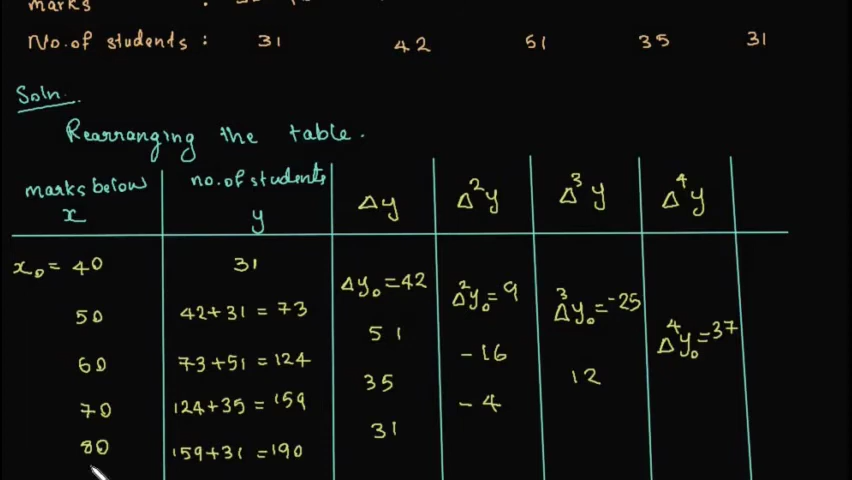 marks :
No. of students : 31 42 51 35 31
Soln.
Rearranging the table.
marks below x no. of students y Δy Δ²y Δ³y Δ⁴y
x₀ = 40 31
Δy₀ = 42
50 42+31 = 73 Δ²y₀ = 9
51 Δ³y₀ = -25
60 73+51 = 124 -16 Δ⁴y₀ = 37
35 12
70 124+35 = 159 -4
31
80 159+31 = 190